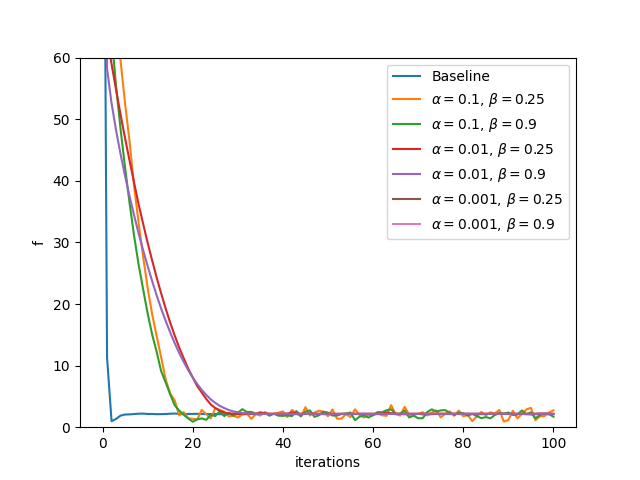 60
50
40
30
20
10
0
f
0
20
40
60
80
100
iterations
Baseline
α = 0.1, β = 0.25
α = 0.1, β = 0.9
α = 0.01, β = 0.25
α = 0.01, β = 0.9
α = 0.001, β = 0.25
α = 0.001, β = 0.9